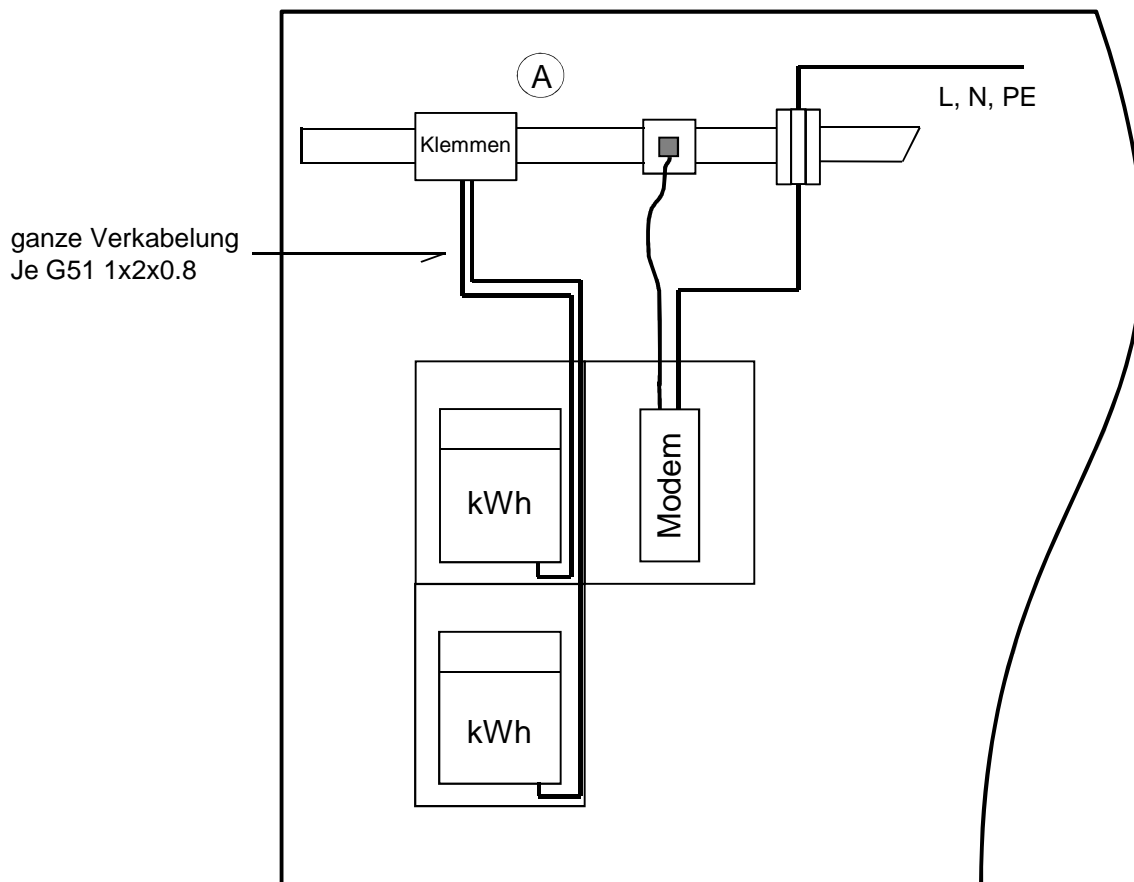 A
L, N, PE
Klemmen
ganze Verkabelung
Je G51 1x2x0.8
kWh
Modem
kWh